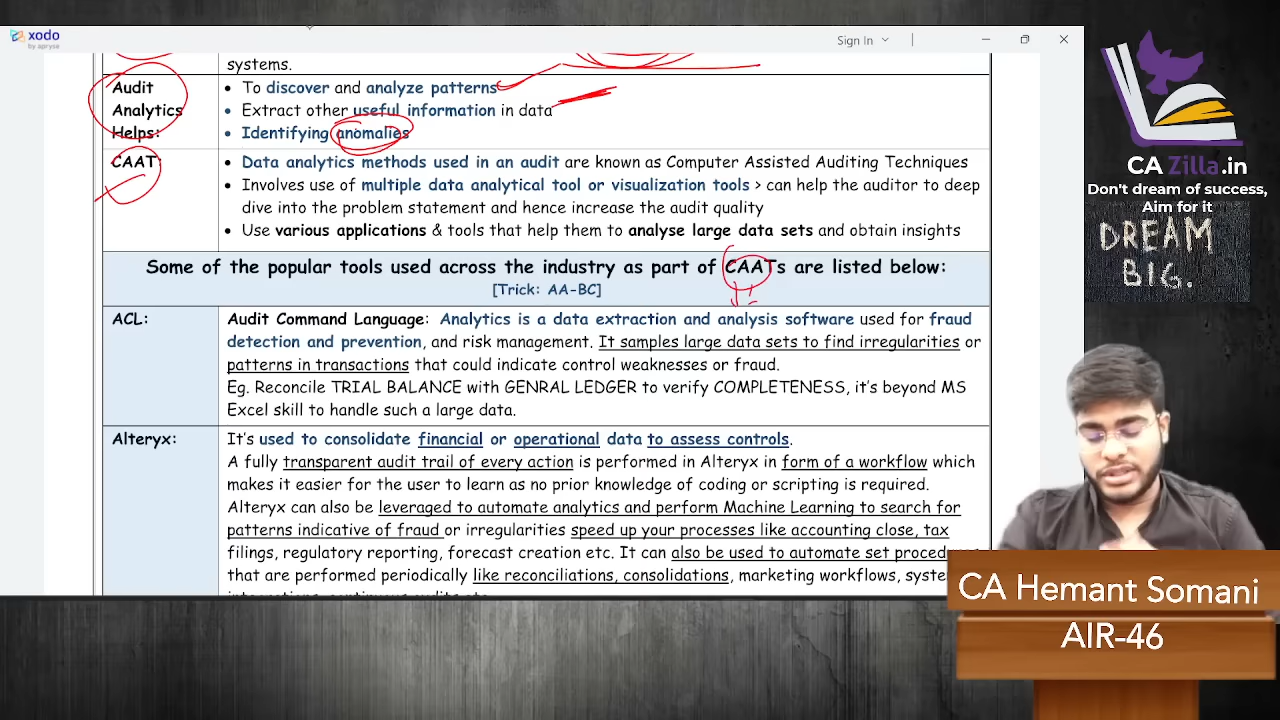 xodo
by apryse
Sign In
systems.
Audit
Analytics
Helps:
• To discover and analyze patterns
• Extract other useful information in data
• Identifying anomalies
CAAT:
• Data analytics methods used in an audit are known as Computer Assisted Auditing Techniques
• Involves use of multiple data analytical tool or visualization tools > can help the auditor to deep
dive into the problem statement and hence increase the audit quality
• Use various applications & tools that help them to analyse large data sets and obtain insights
Some of the popular tools used across the industry as part of CAATs are listed below:
[Trick: AA-BC]
ACL:
Audit Command Language: Analytics is a data extraction and analysis software used for fraud
detection and prevention, and risk management. It samples large data sets to find irregularities or
patterns in transactions that could indicate control weaknesses or fraud.
Eg. Reconcile TRIAL BALANCE with GENRAL LEDGER to verify COMPLETENESS, it's beyond MS
Excel skill to handle such a large data.
Alteryx:
It's used to consolidate financial or operational data to assess controls.
A fully transparent audit trail of every action is performed in Alteryx in form of a workflow which
makes it easier for the user to learn as no prior knowledge of coding or scripting is required.
Alteryx can also be leveraged to automate analytics and perform Machine Learning to search for
patterns indicative of fraud or irregularities speed up your processes like accounting close, tax
filings, regulatory reporting, forecast creation etc. It can also be used to automate set
that are performed periodically like reconciliations, consolidations, marketing workflows,
CA Zilla.in
Don't dream of success,
Aim for it
DREAM
BIG.
CA Hemant Somani
AIR-46